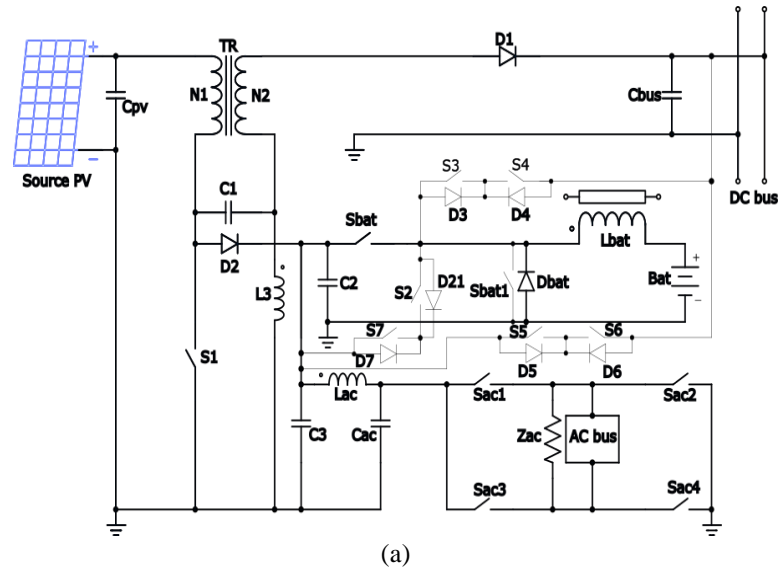 +
TR
D1
Cpv
N1
N2
Cbus
−
Source PV
S3
S4
DC bus
C1
D3
D4
Sbat
Lbat
D2
+
L3
C2
S2
D21
Sbat1
Dbat
Bat
−
S7
S5
S6
S1
D7
D5
D6
Lac
Sac1
Sac2
C3
Cac
Zac
AC bus
Sac3
Sac4
(a)